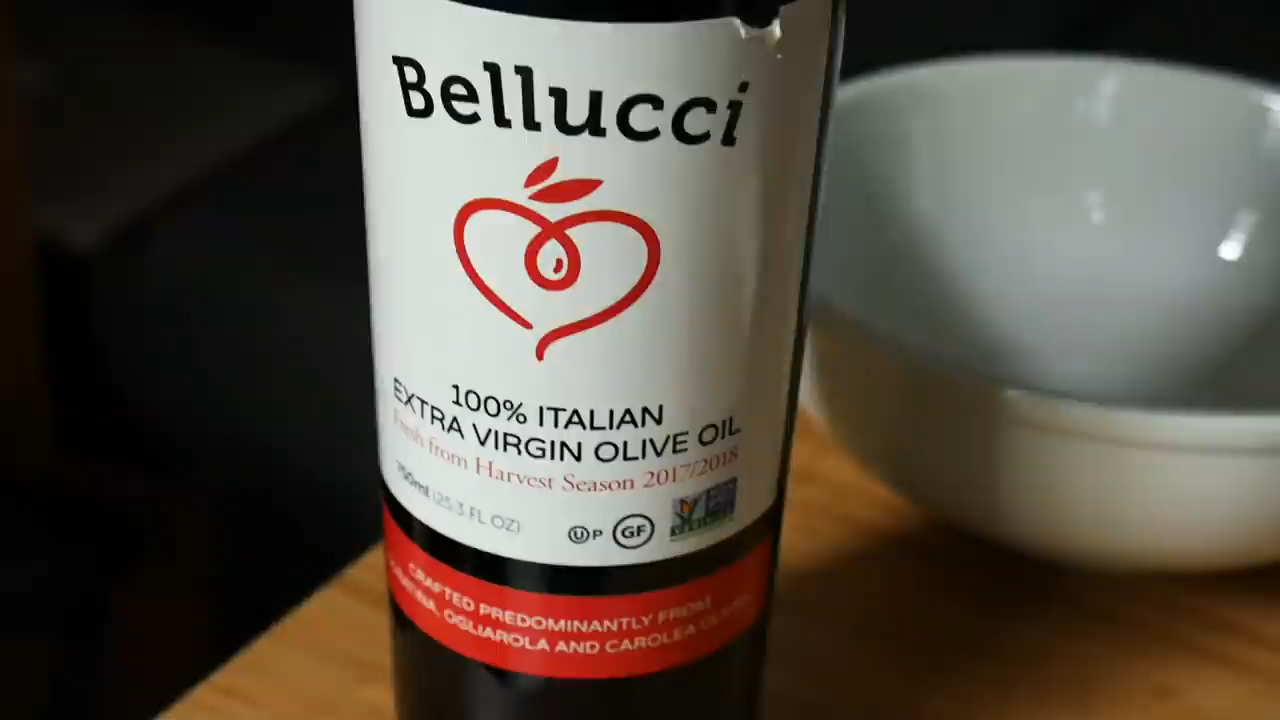 Bellucci
100% ITALIAN
EXTRA VIRGIN OLIVE OIL
Fresh from Harvest Season 2017/2018
750ml (25.3 FL OZ)
U P GF
CRAFTED PREDOMINANTLY FROM
OGLIAROLA AND CAROLEA